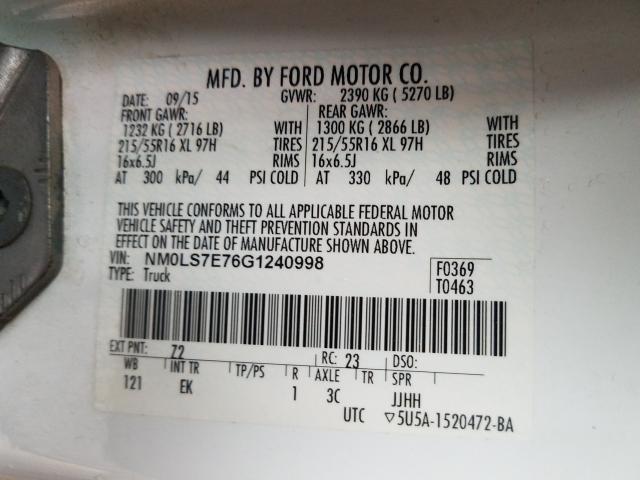 MFD. BY FORD MOTOR CO.
DATE: 09/15 GVWR: 2390 KG ( 5270 LB)
FRONT GAWR: REAR GAWR:
1232 KG ( 2716 LB) WITH 1300 KG ( 2866 LB) WITH
215/55R16 XL 97H TIRES 215/55R16 XL 97H TIRES
16x6.5J RIMS 16x6.5J RIMS
AT 300 kPa/ 44 PSI COLD AT 330 kPa/ 48 PSI COLD
THIS VEHICLE CONFORMS TO ALL APPLICABLE FEDERAL MOTOR
VEHICLE SAFETY AND THEFT PREVENTION STANDARDS IN
EFFECT ON THE DATE OF MANUFACTURE SHOWN ABOVE.
VIN: NM0LS7E76G1240998 F0369
TYPE: Truck T0463
EXT PNT: Z2 RC: 23 DSO:
WB INT TR TP/PS R AXLE TR SPR
121 EK 1 3C JJHH
UTC ▽5U5A-1520472-BA